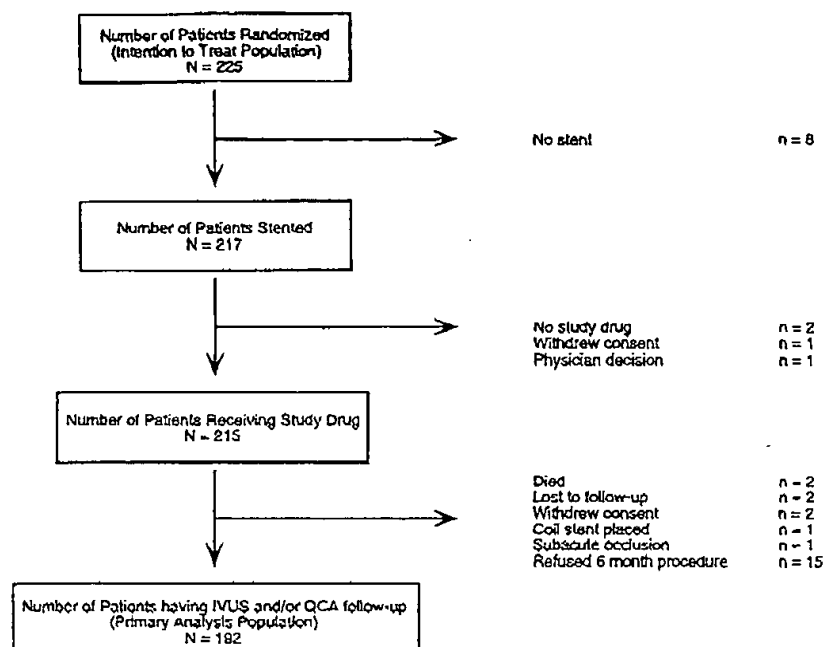 Number of Patients Randomized
(Intention to Treat Population)
N = 225
No stent n = 8
Number of Patients Stented
N = 217
No study drug n = 2
Withdrew consent n = 1
Physician decision n = 1
Number of Patients Receiving Study Drug
N - 215
Died n - 2
Lost to follow-up n - 2
Withdrew consent n = 2
Coil stent placed n - 1
Subacute occlusion n - 1
Refused 6 month procedure n = 15
Number of Patients having IVUS and/or QCA follow-up
(Primary Analysis Population)
N = 192